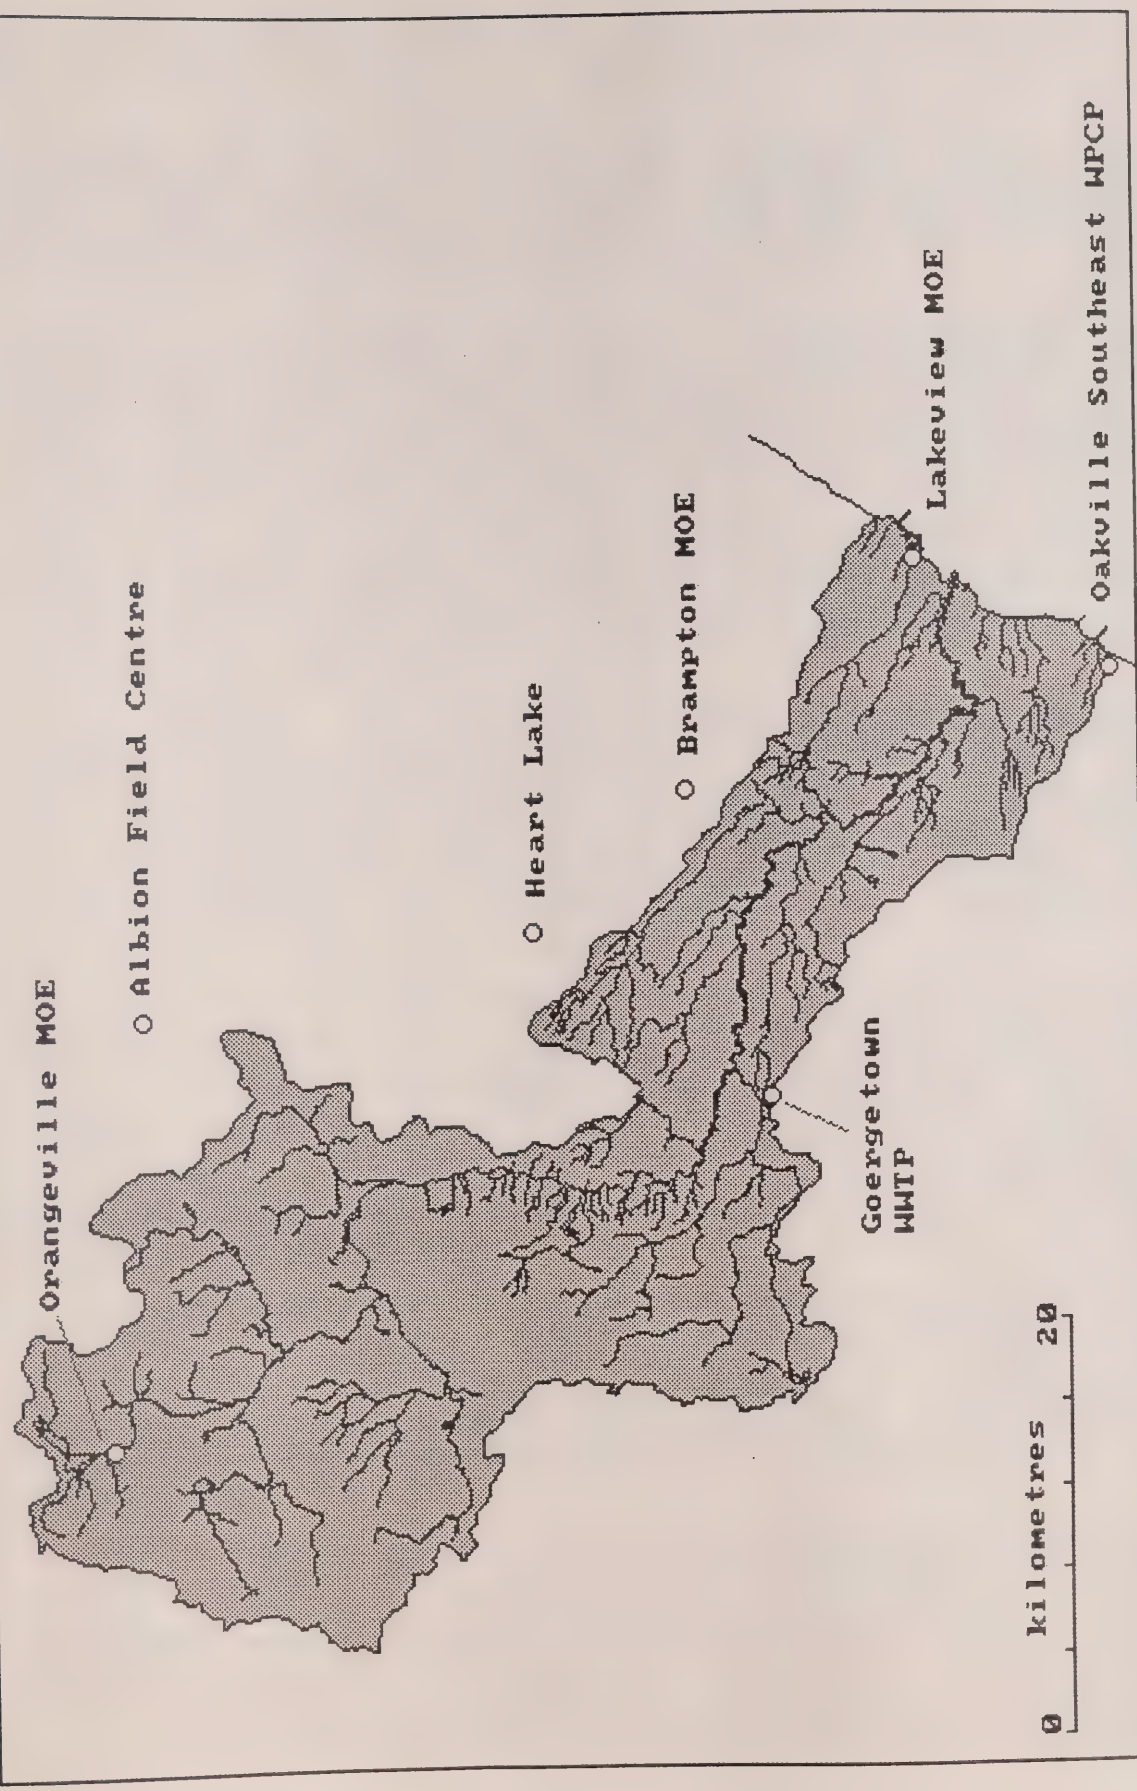 Orangeville MOE
Albion Field Centre
Heart Lake
Brampton MOE
Lakeview MOE
Oakville Southeast WPCP
Goergetown
WWTP
kilometres
0 20